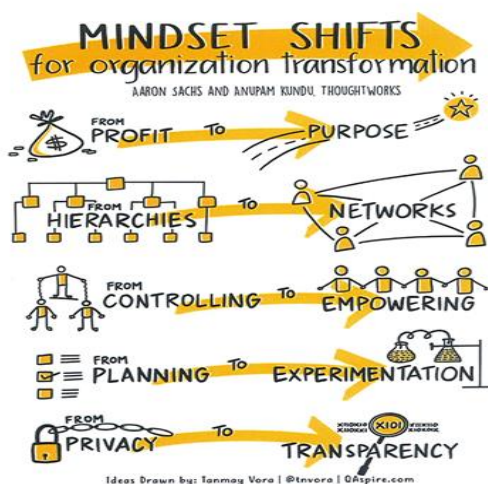 MINDSET SHIFTS
for organization transformation
AARON SACHS AND ANUPAM KUNDU, THOUGHTWORKS
$
FROM
PROFIT TO PURPOSE
FROM
HIERARCHIES TO NETWORKS
FROM
CONTROLLING TO EMPOWERING
FROM
PLANNING TO EXPERIMENTATION
FROM
PRIVACY TO TRANSPARENCY
X101
Ideas Drawn by: Tanmay Vora | @tnvora | QAspire.com